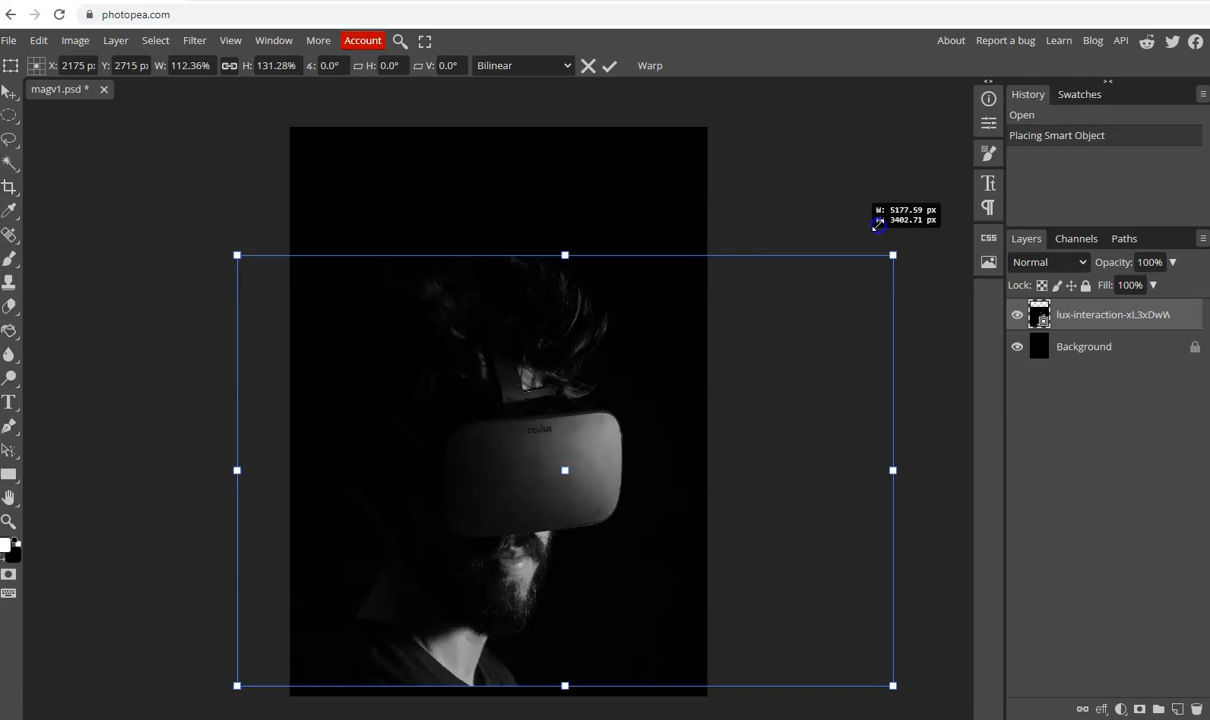 photopea.com
File Edit Image Layer Select Filter View Window More Account About Report a bug Learn Blog API
X: 2175 p: Y: 2715 p: W: 112.36% H: 131.28% ∡: 0.0° H: 0.0° V: 0.0° Bilinear Warp
magv1.psd *
History Swatches
Open
Placing Smart Object
W: 5177.59 px
3402.71 px
CSS
Layers Channels Paths
Normal Opacity: 100%
Lock: Fill: 100%
lux-interaction-xL3xDwW
Background
oculus
eff